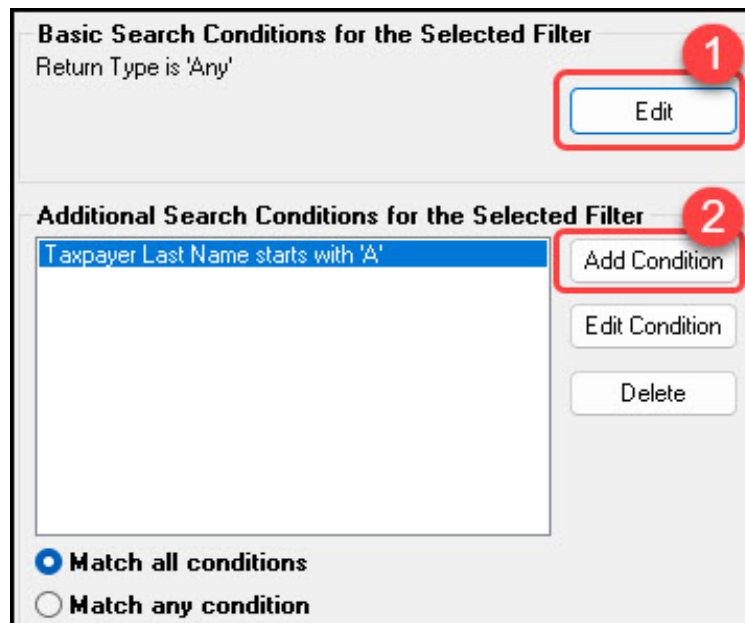 Basic Search Conditions for the Selected Filter
1
Return Type is 'Any'
Edit
Additional Search Conditions for the Selected Filter
2
Taxpayer Last Name starts with 'A'
Add Condition
Edit Condition
Delete
Match all conditions
Match any condition